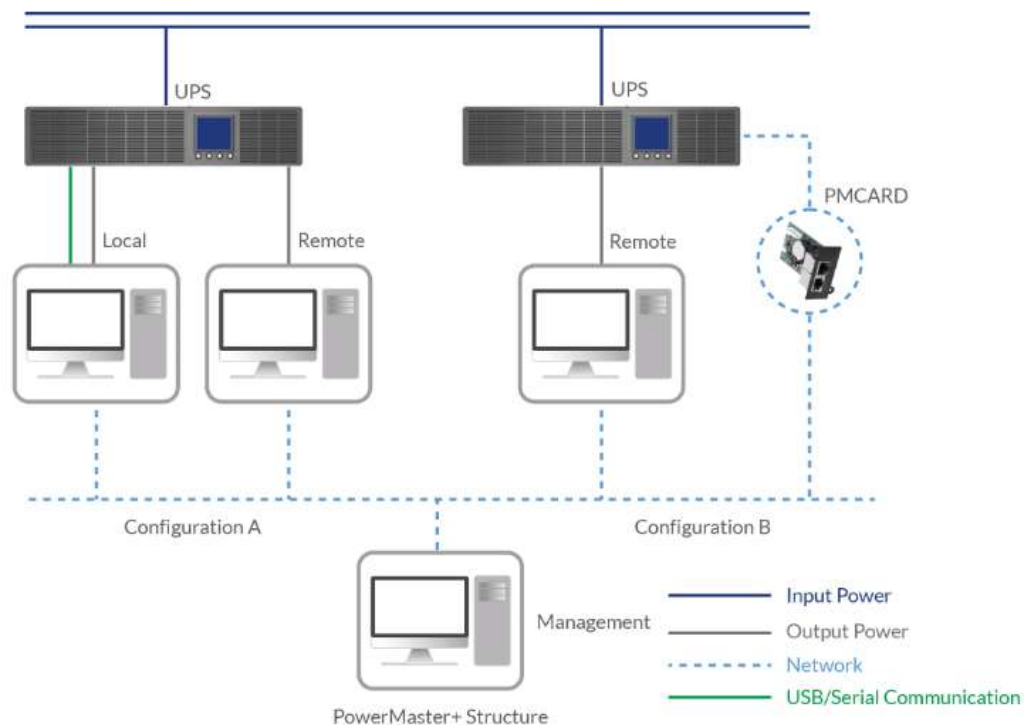 UPS
UPS
PMCARD
Local
Remote
Remote
Configuration A
Configuration B
Management
Input Power
Output Power
Network
USB/Serial Communication
PowerMaster+ Structure